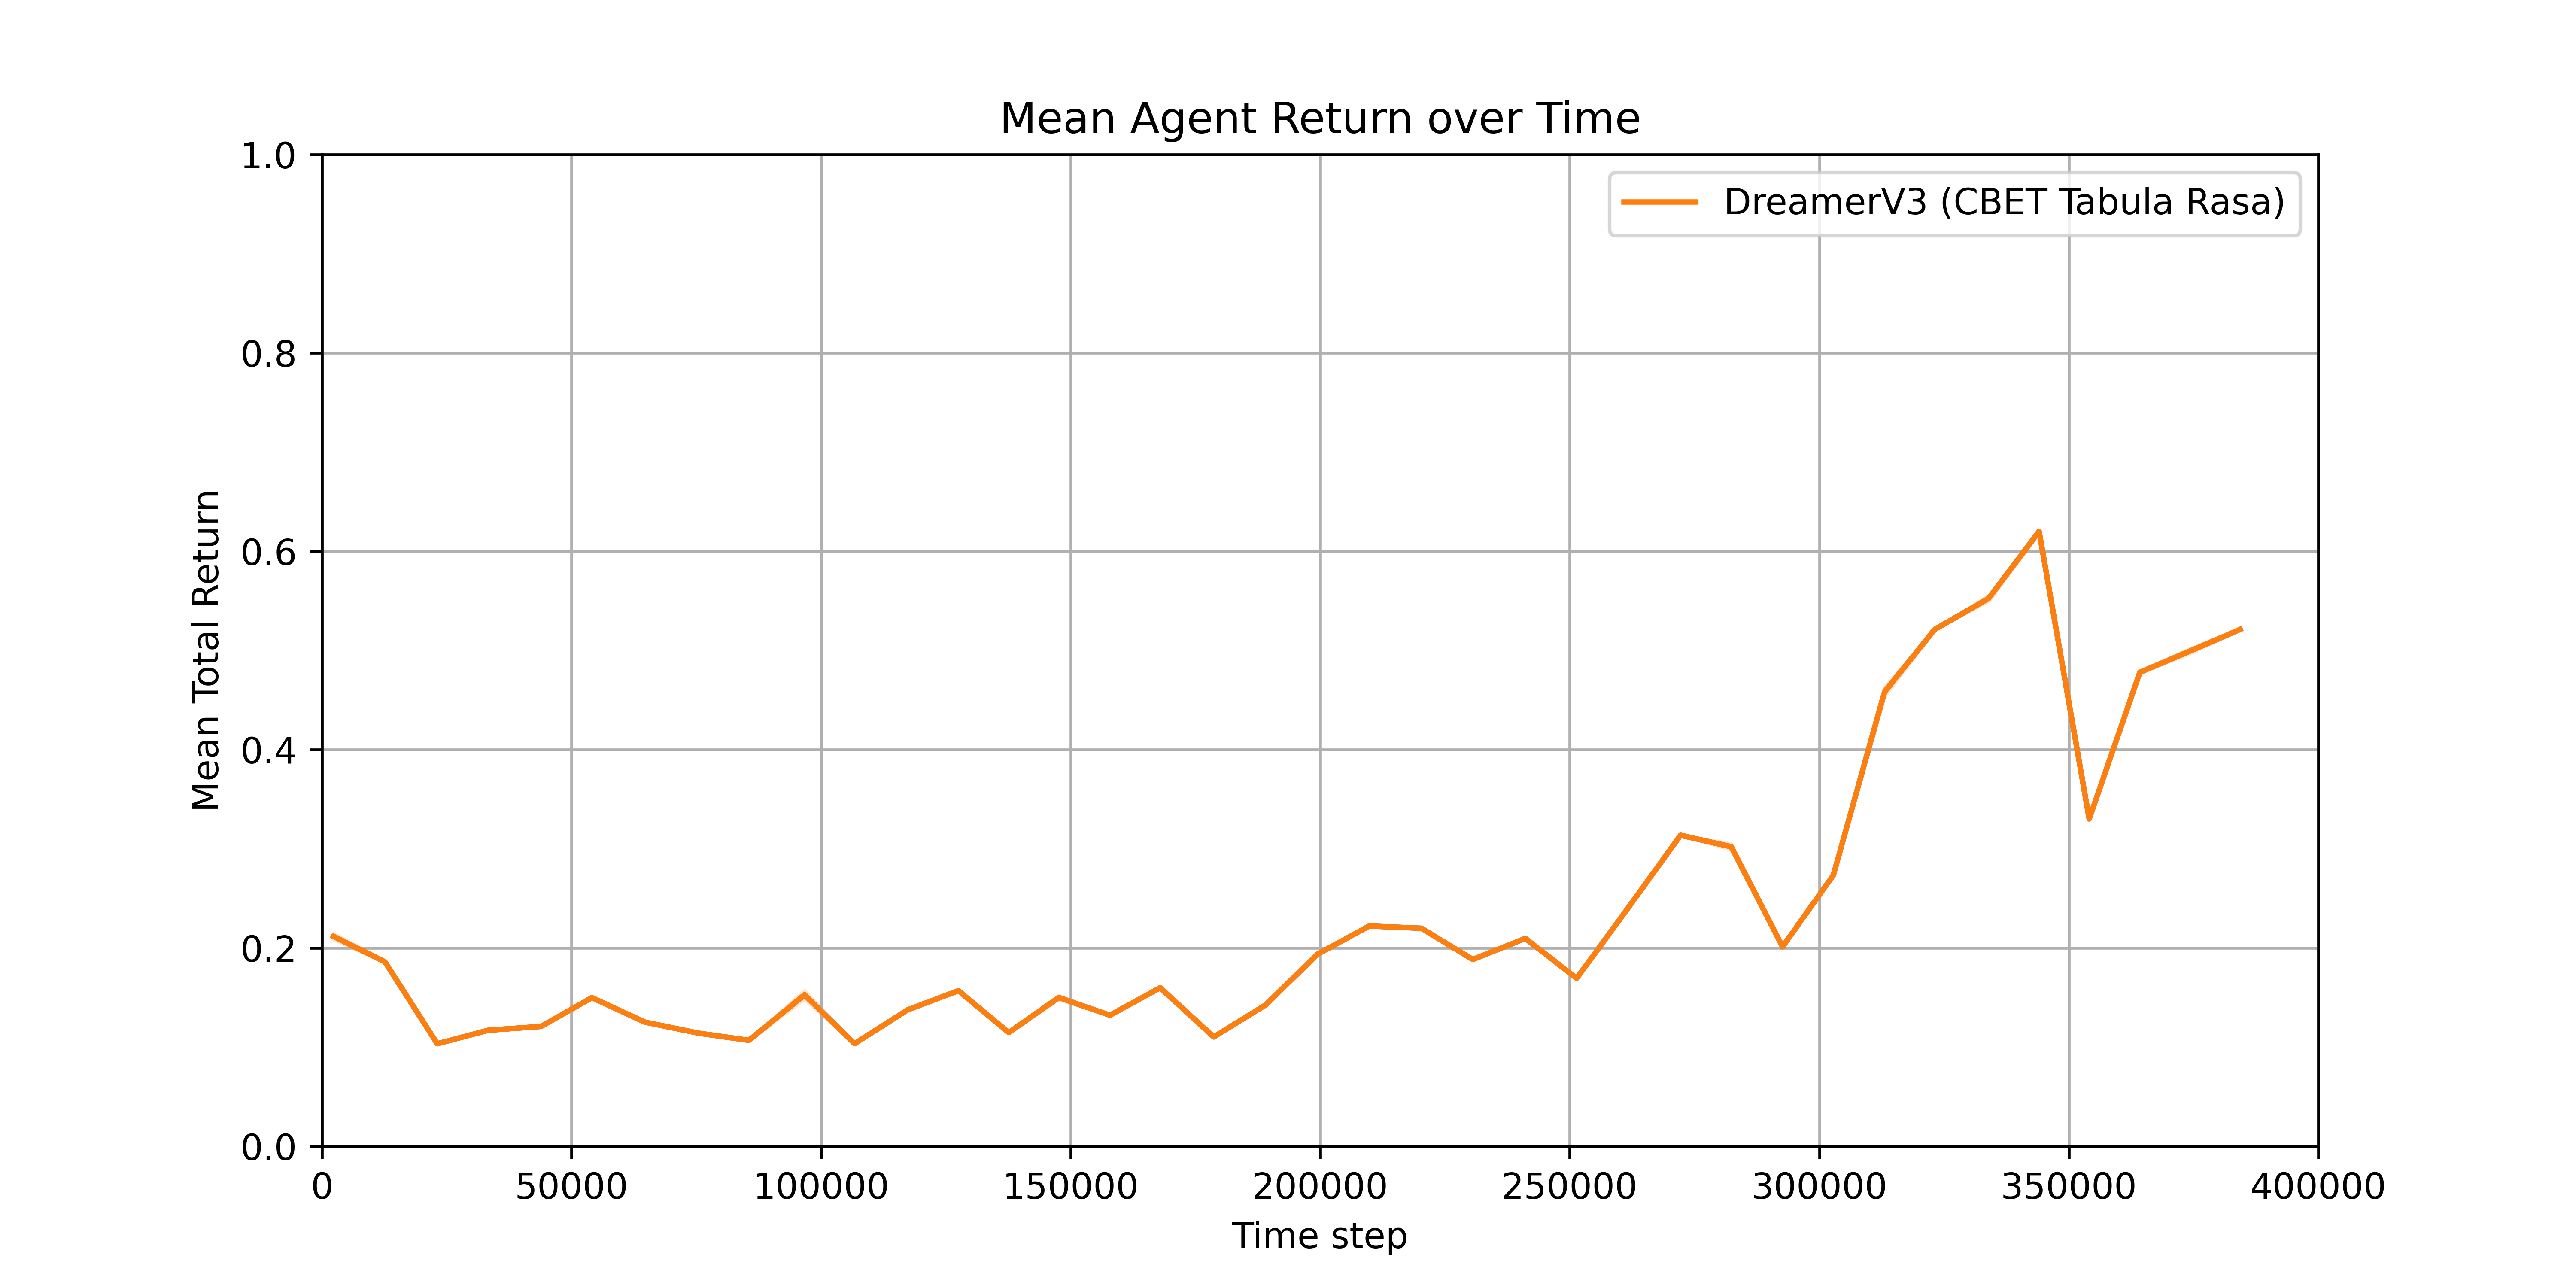 Mean Agent Return over Time
DreamerV3 (CBET Tabula Rasa)
Mean Total Return
1.0
0.8
0.6
0.4
0.2
0.0
0 50000 100000 150000 200000 250000 300000 350000 400000
Time step